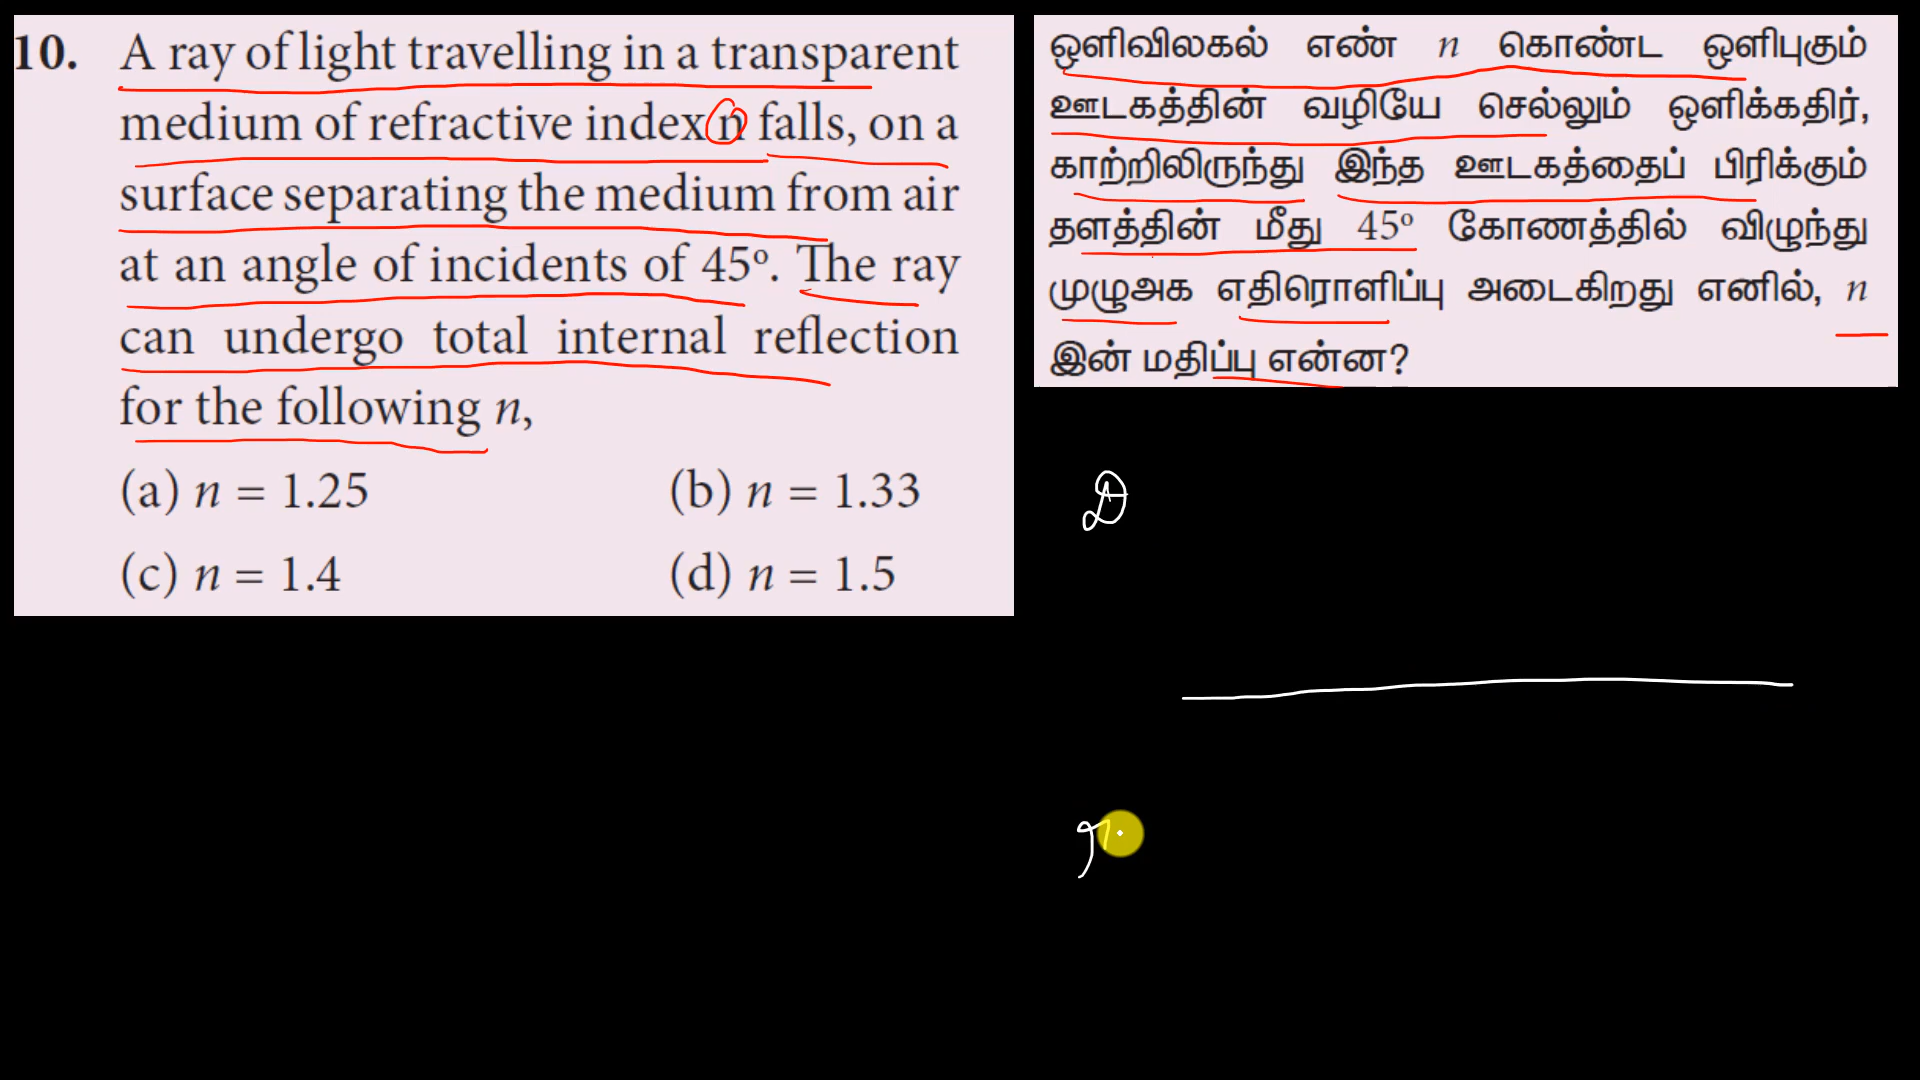 10. A ray of light travelling in a transparent
medium of refractive index n falls, on a
surface separating the medium from air
at an angle of incidents of 45º. The ray
can undergo total internal reflection
for the following n,
(a) n = 1.25 (b) n = 1.33
(c) n = 1.4 (d) n = 1.5
ஒளிவிலகல் எண் n கொண்ட ஒளிபுகும்
ஊடகத்தின் வழியே செல்லும் ஒளிக்கதிர்,
காற்றிலிருந்து இந்த ஊடகத்தைப் பிரிக்கும்
தளத்தின் மீது 45º கோணத்தில் விழுந்து
முழுஅக எதிரொளிப்பு அடைகிறது எனில், n
இன் மதிப்பு என்ன?
D